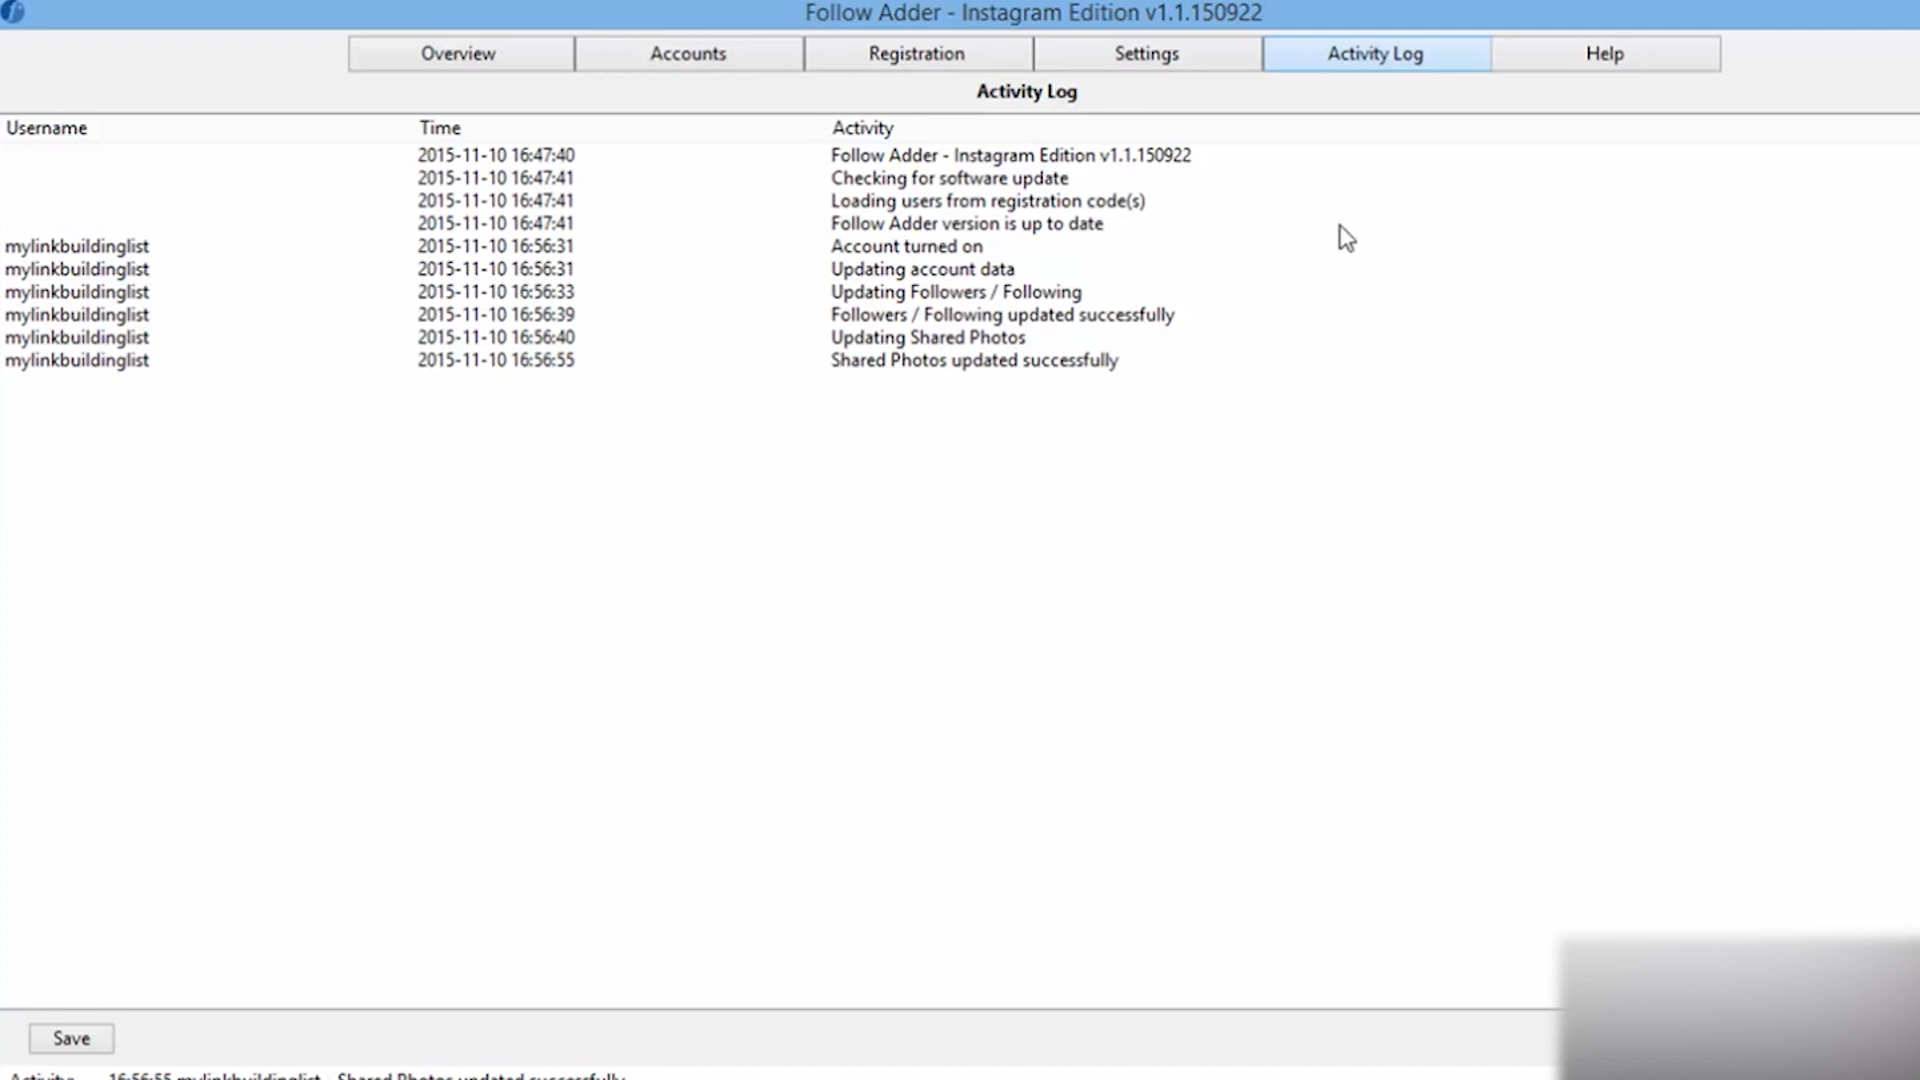 Follow Adder - Instagram Edition v1.1.150922
Overview Accounts Registration Settings Activity Log Help
Activity Log
Username Time Activity
2015-11-10 16:47:40 Follow Adder - Instagram Edition v1.1.150922
2015-11-10 16:47:41 Checking for software update
2015-11-10 16:47:41 Loading users from registration code(s)
2015-11-10 16:47:41 Follow Adder version is up to date
mylinkbuildinglist 2015-11-10 16:56:31 Account turned on
mylinkbuildinglist 2015-11-10 16:56:31 Updating account data
mylinkbuildinglist 2015-11-10 16:56:33 Updating Followers / Following
mylinkbuildinglist 2015-11-10 16:56:39 Followers / Following updated successfully
mylinkbuildinglist 2015-11-10 16:56:40 Updating Shared Photos
mylinkbuildinglist 2015-11-10 16:56:55 Shared Photos updated successfully
Save
Activity: 16:56:55 mylinkbuildinglist - Shared Photos updated successfully